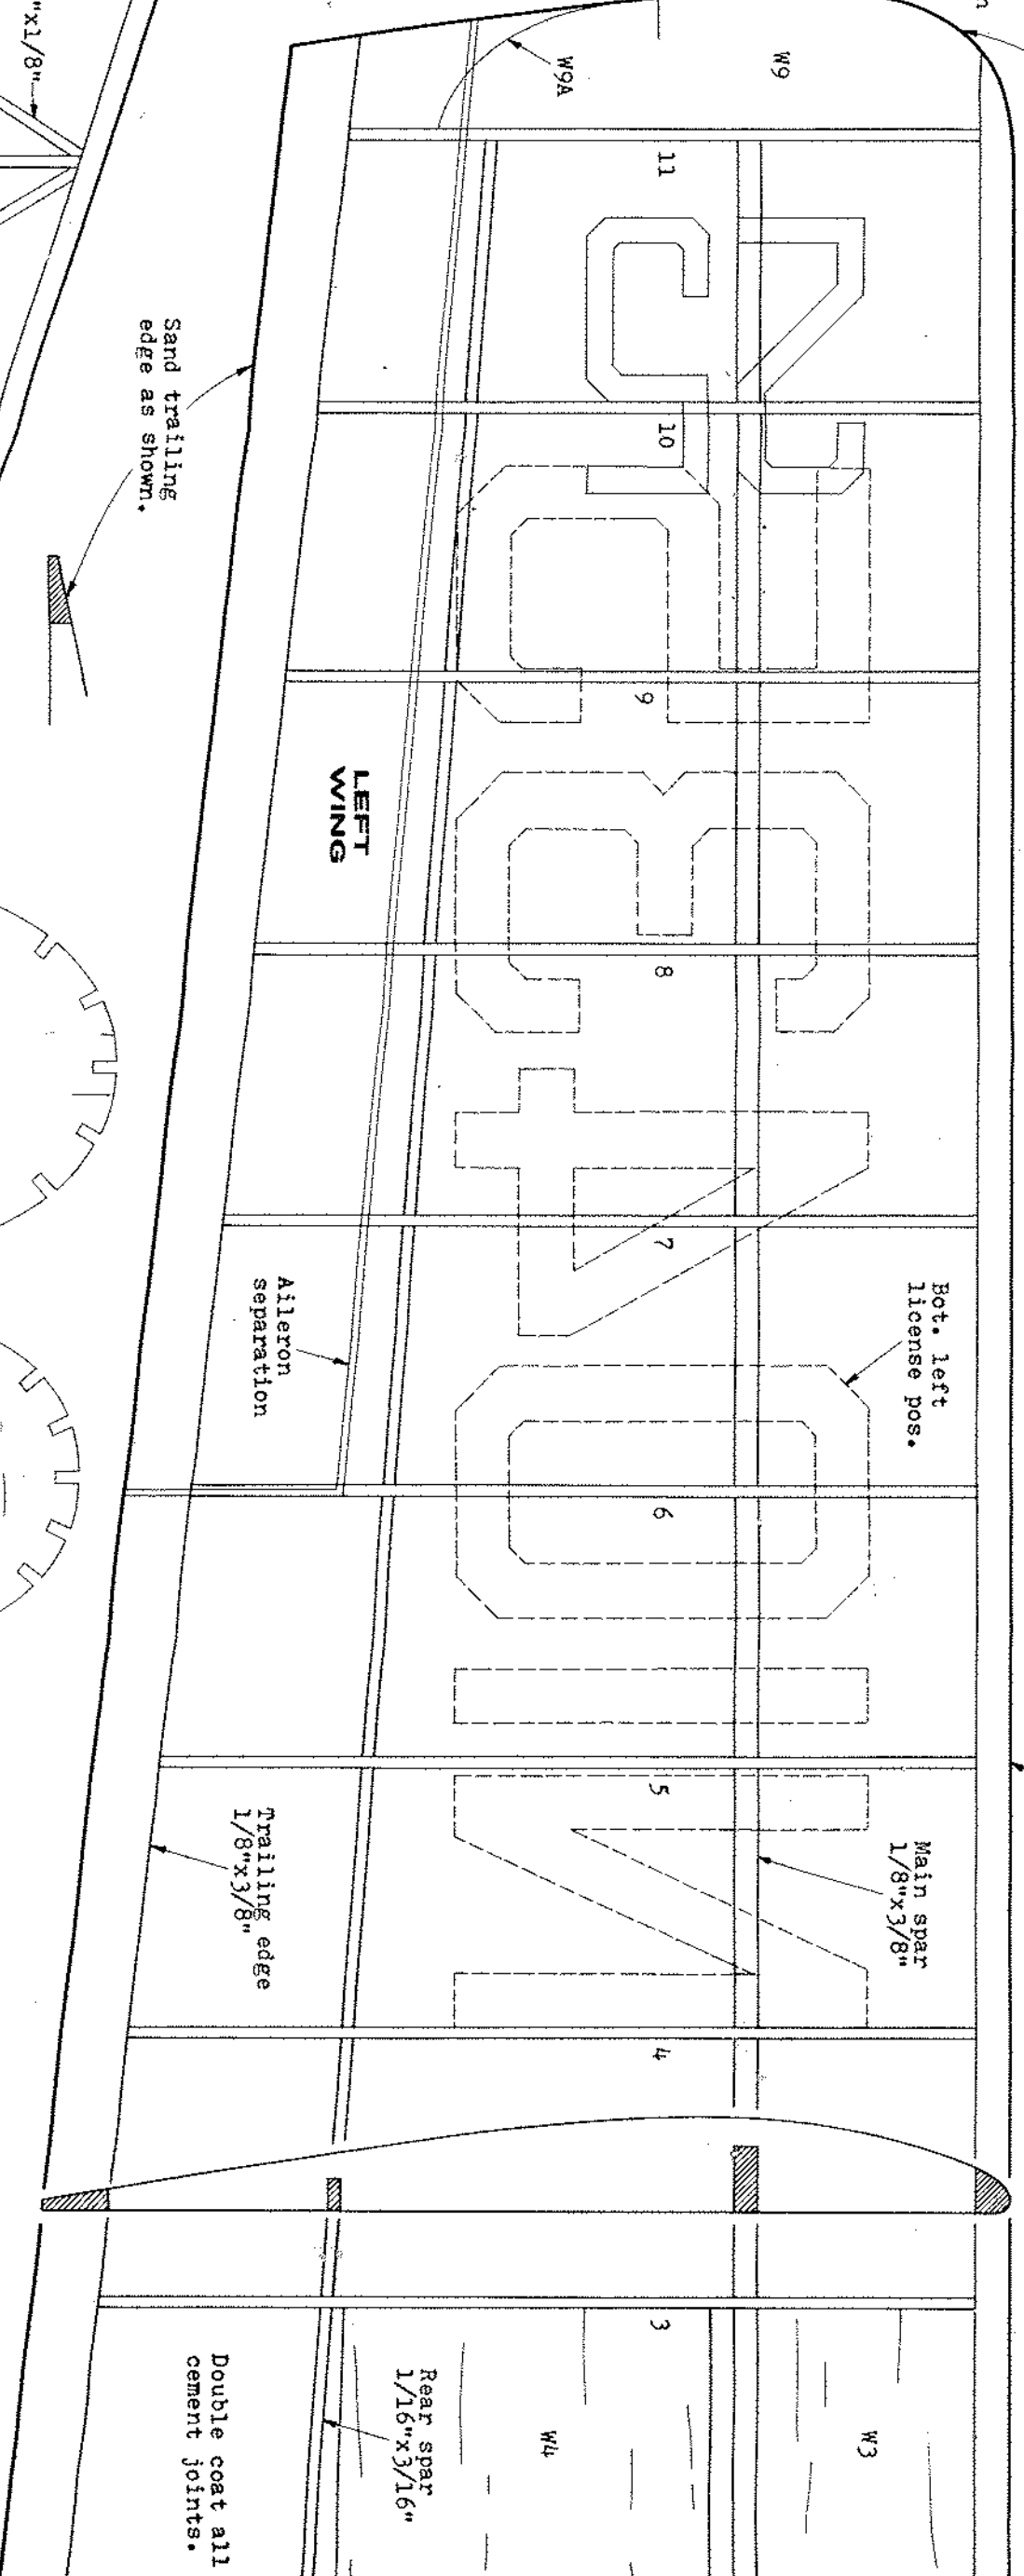 "x1/8"
W9A
W9
11
10
9
8
7
6
5
4
3
Sand trailing
edge as shown.
LEFT
WING
N10435
Aileron
separation
Bot. left
license pos.
Trailing edge
1/8"x3/8"
Main spar
1/8"x3/8"
Double coat all
cement joints.
Rear spar
1/16"x3/16"
W4
W3